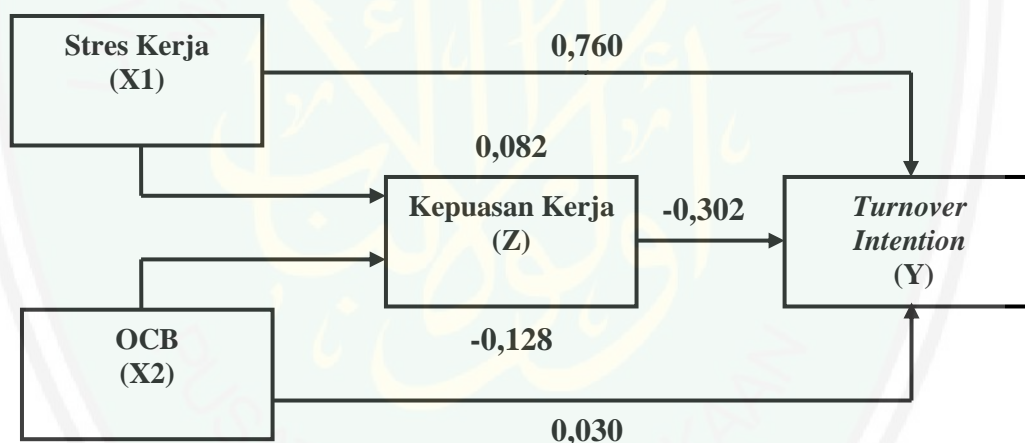 Stres Kerja
(X1)
0,760
0,082
Kepuasan Kerja
(Z)
-0,302
Turnover
Intention
(Y)
OCB
(X2)
-0,128
0,030